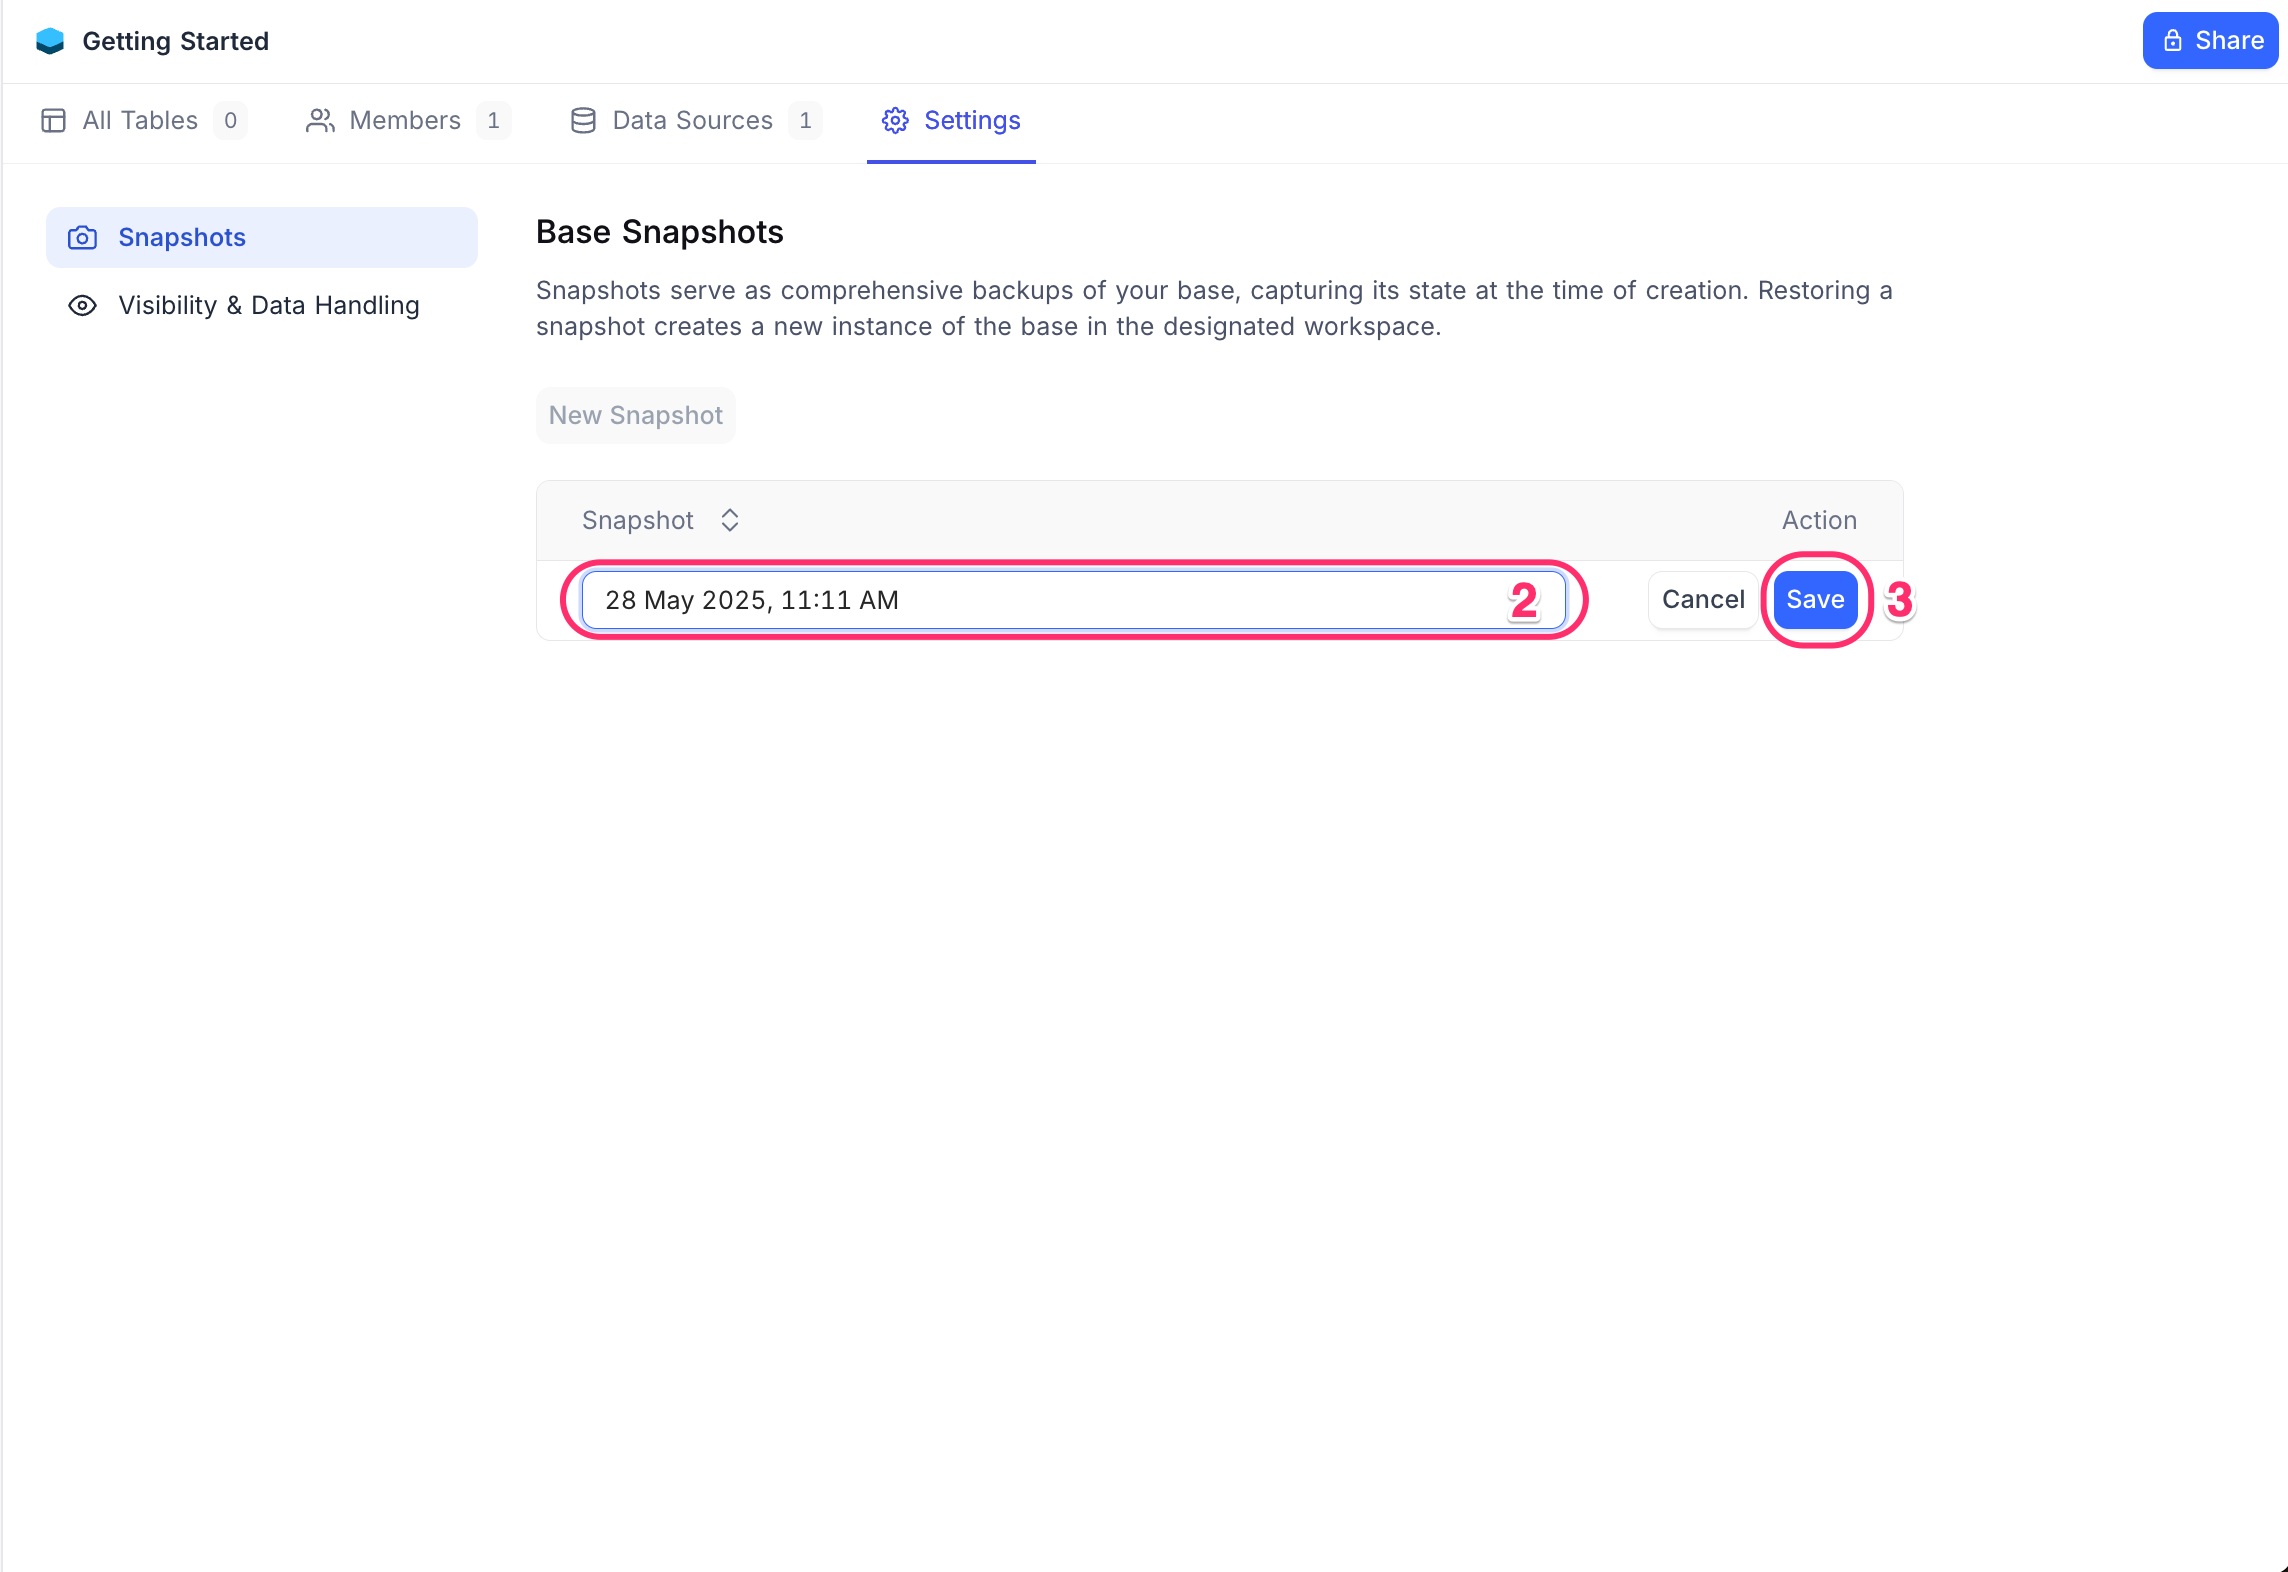 Getting Started
Share
All Tables 0
Members 1
Data Sources 1
Settings
Snapshots
Visibility & Data Handling
Base Snapshots
Snapshots serve as comprehensive backups of your base, capturing its state at the time of creation. Restoring a
snapshot creates a new instance of the base in the designated workspace.
New Snapshot
Snapshot
Action
28 May 2025, 11:11 AM
2
Cancel
Save
3